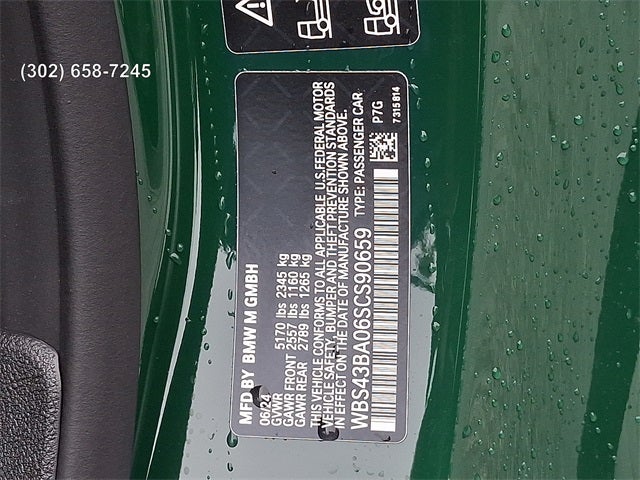 (302) 658-7245
MFD BY BMW M GMBH
06/24
GVWR 5170 lbs 2345 kg
GAWR FRONT 2557 lbs 1160 kg
GAWR REAR 2789 lbs 1265 kg
THIS VEHICLE CONFORMS TO ALL APPLICABLE U.S. FEDERAL MOTOR
VEHICLE SAFETY, BUMPER AND THEFT PREVENTION STANDARDS
IN EFFECT ON THE DATE OF MANUFACTURE SHOWN ABOVE.
WBS43BA06SCS90659 TYPE: PASSENGER CAR
P7G
7315814